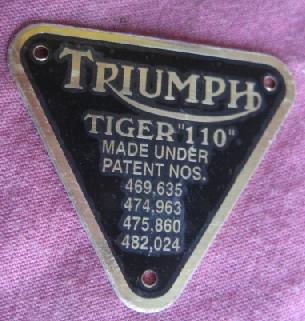 TRIUMPH
TIGER "110"
MADE UNDER
PATENT NOS.
469,635
474,963
475,860
482,024